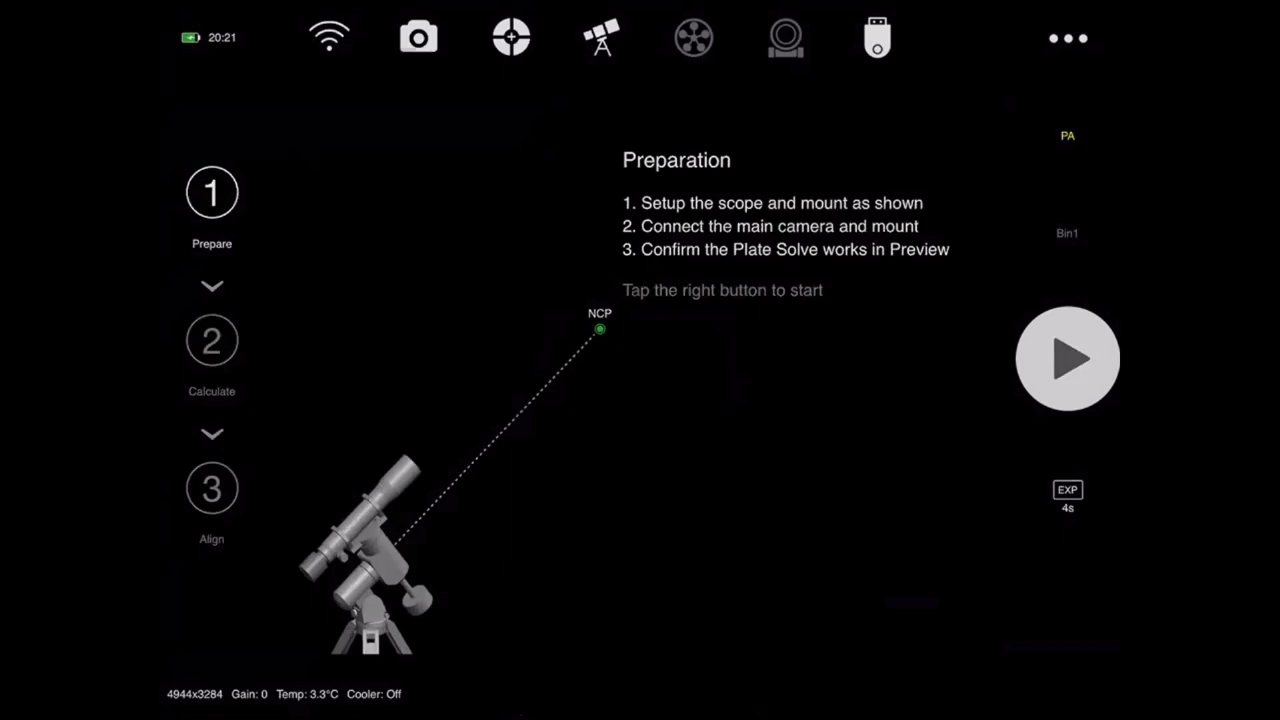 20:21
PA
Preparation
1. Setup the scope and mount as shown
2. Connect the main camera and mount
3. Confirm the Plate Solve works in Preview
Tap the right button to start
1
Prepare
2
Calculate
3
Align
NCP
Bin1
EXP
4s
4944x3284 Gain: 0 Temp: 3.3°C Cooler: Off